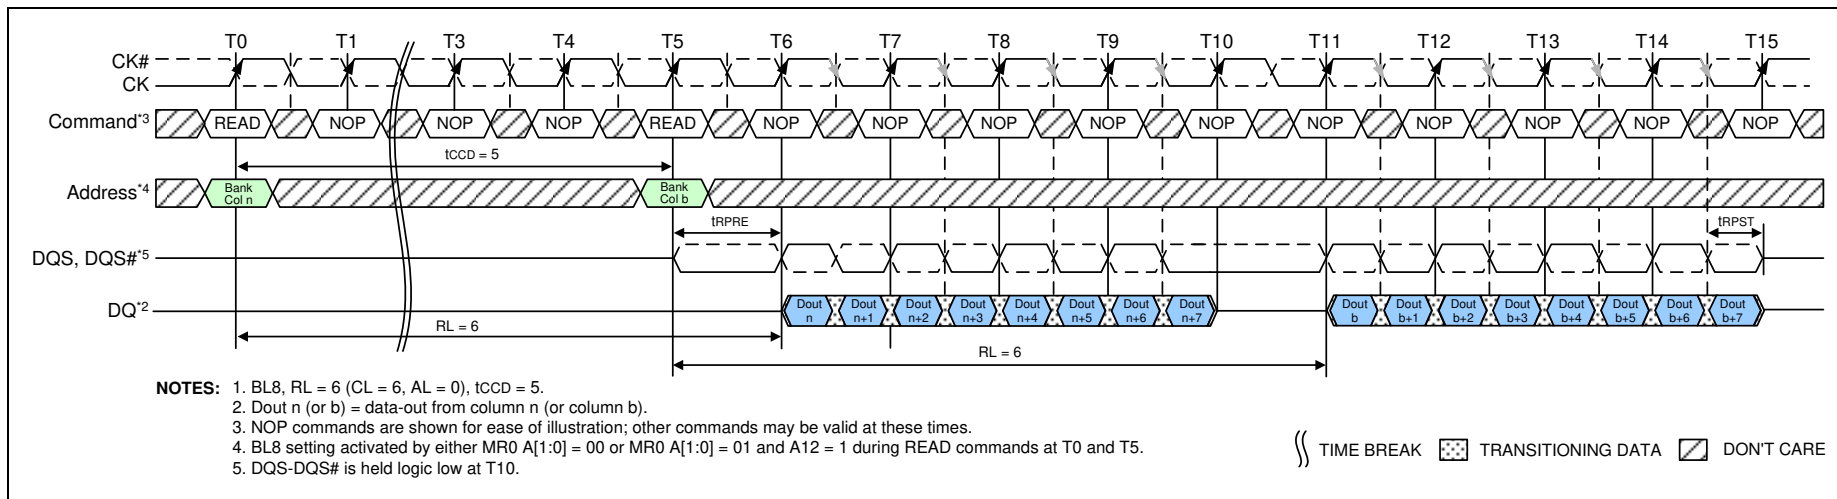 T0 T1 T3 T4 T5 T6 T7 T8 T9 T10 T11 T12 T13 T14 T15
CK#
CK
Command*3 READ NOP NOP NOP READ NOP NOP NOP NOP NOP NOP NOP NOP NOP NOP
tCCD = 5
Address*4 Bank Col n Bank Col b
tRPRE tRPST
DQS, DQS#*5
DQ*2 Dout n Dout n+1 Dout n+2 Dout n+3 Dout n+4 Dout n+5 Dout n+6 Dout n+7 Dout b Dout b+1 Dout b+2 Dout b+3 Dout b+4 Dout b+5 Dout b+6 Dout b+7
RL = 6
RL = 6
NOTES: 1. BL8, RL = 6 (CL = 6, AL = 0), tCCD = 5.
2. Dout n (or b) = data-out from column n (or column b).
3. NOP commands are shown for ease of illustration; other commands may be valid at these times.
4. BL8 setting activated by either MR0 A[1:0] = 00 or MR0 A[1:0] = 01 and A12 = 1 during READ commands at T0 and T5.
5. DQS-DQS# is held logic low at T10.
TIME BREAK TRANSITIONING DATA DON'T CARE